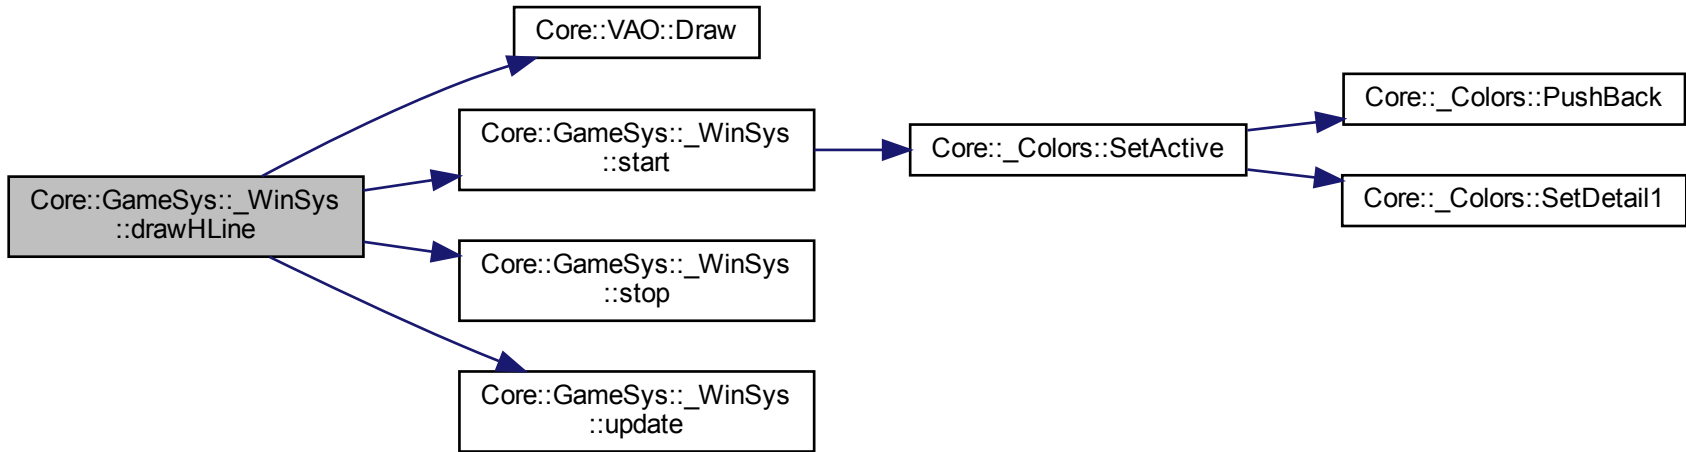 Core::VAO::Draw
Core::GameSys::_WinSys
::start
Core::_Colors::SetActive
Core::_Colors::PushBack
Core::_Colors::SetDetail1
Core::GameSys::_WinSys
::drawHLine
Core::GameSys::_WinSys
::stop
Core::GameSys::_WinSys
::update